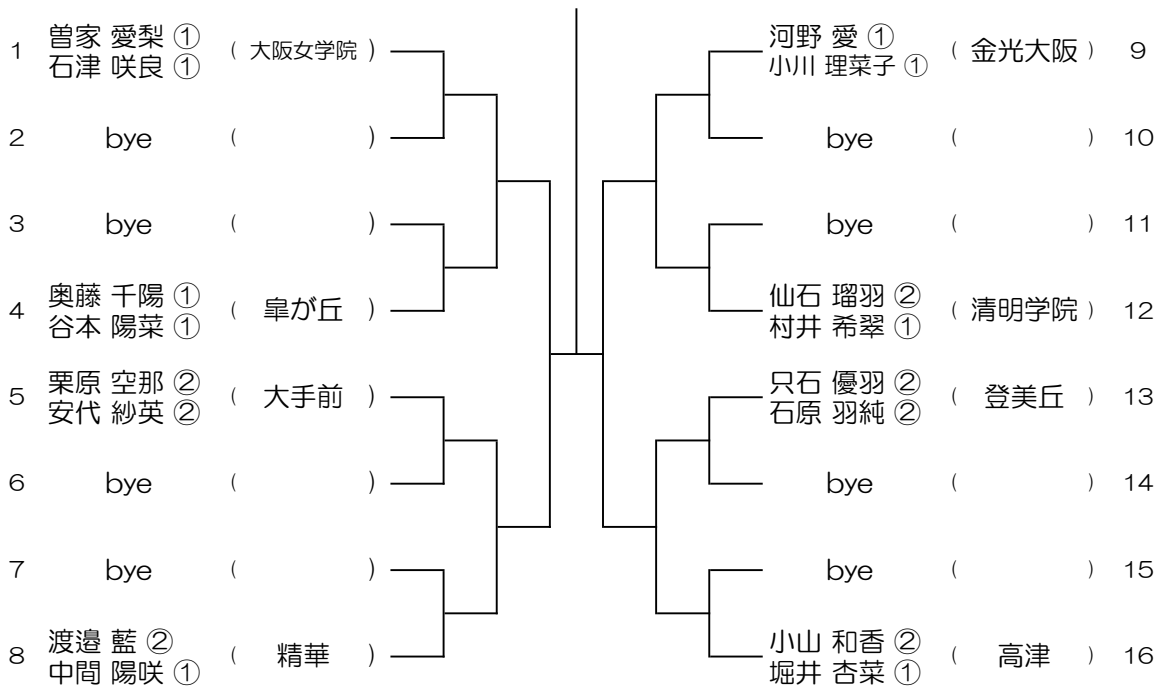 1 曽家 愛梨 ① 石津 咲良 ① ( 大阪女学院 )
2 bye ( )
3 bye ( )
4 奥藤 千陽 ① 谷本 陽菜 ① ( 皐が丘 )
5 栗原 空那 ② 安代 紗英 ② ( 大手前 )
6 bye ( )
7 bye ( )
8 渡邉 藍 ② 中間 陽咲 ① ( 精華 )
河野 愛 ① 小川 理菜子 ① ( 金光大阪 ) 9
bye ( ) 10
bye ( ) 11
仙石 瑠羽 ② 村井 希翠 ① ( 清明学院 ) 12
只石 優羽 ② 石原 羽純 ② ( 登美丘 ) 13
bye ( ) 14
bye ( ) 15
小山 和香 ② 堀井 杏菜 ① ( 高津 ) 16